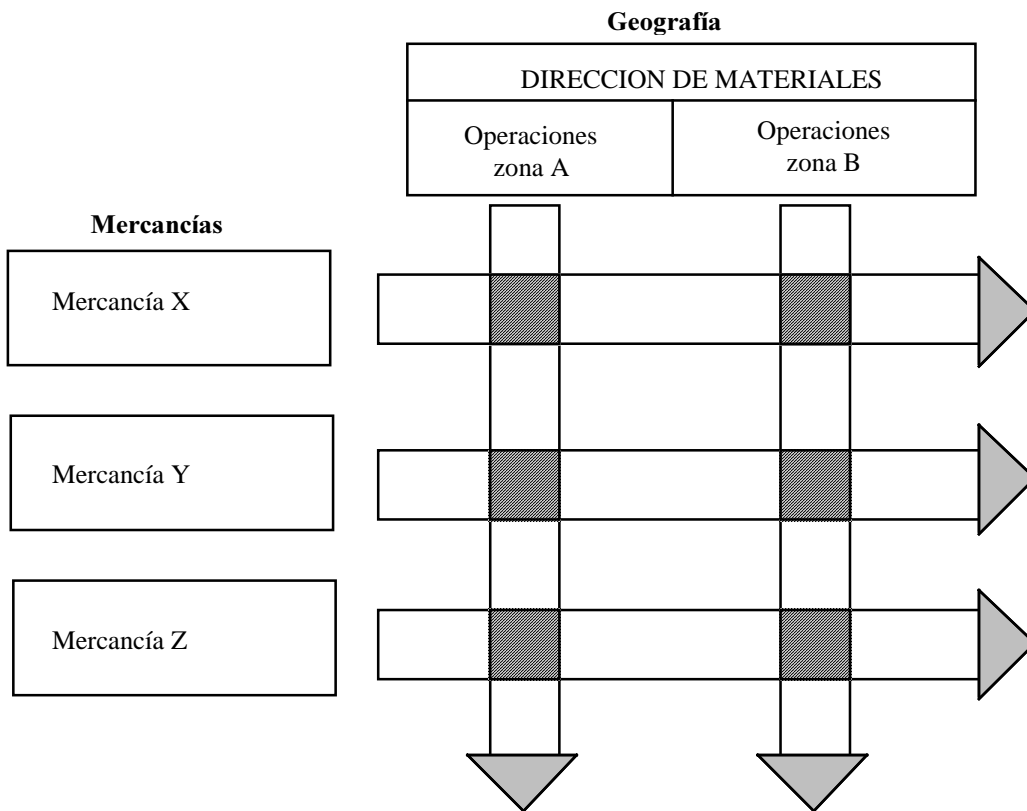 Geografía
DIRECCION DE MATERIALES
Operaciones
zona A
Operaciones
zona B
Mercancías
Mercancía X
Mercancía Y
Mercancía Z